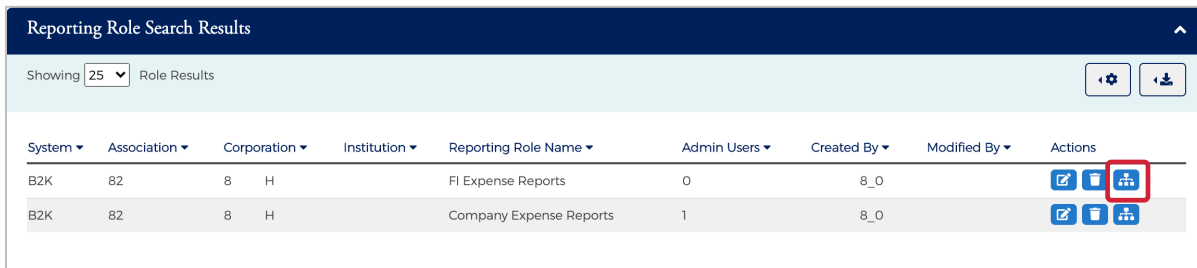 Reporting Role Search Results
Showing 25 Role Results
System Association Corporation Institution Reporting Role Name Admin Users Created By Modified By Actions
B2K 82 8 H FI Expense Reports 0 8_0
B2K 82 8 H Company Expense Reports 1 8_0